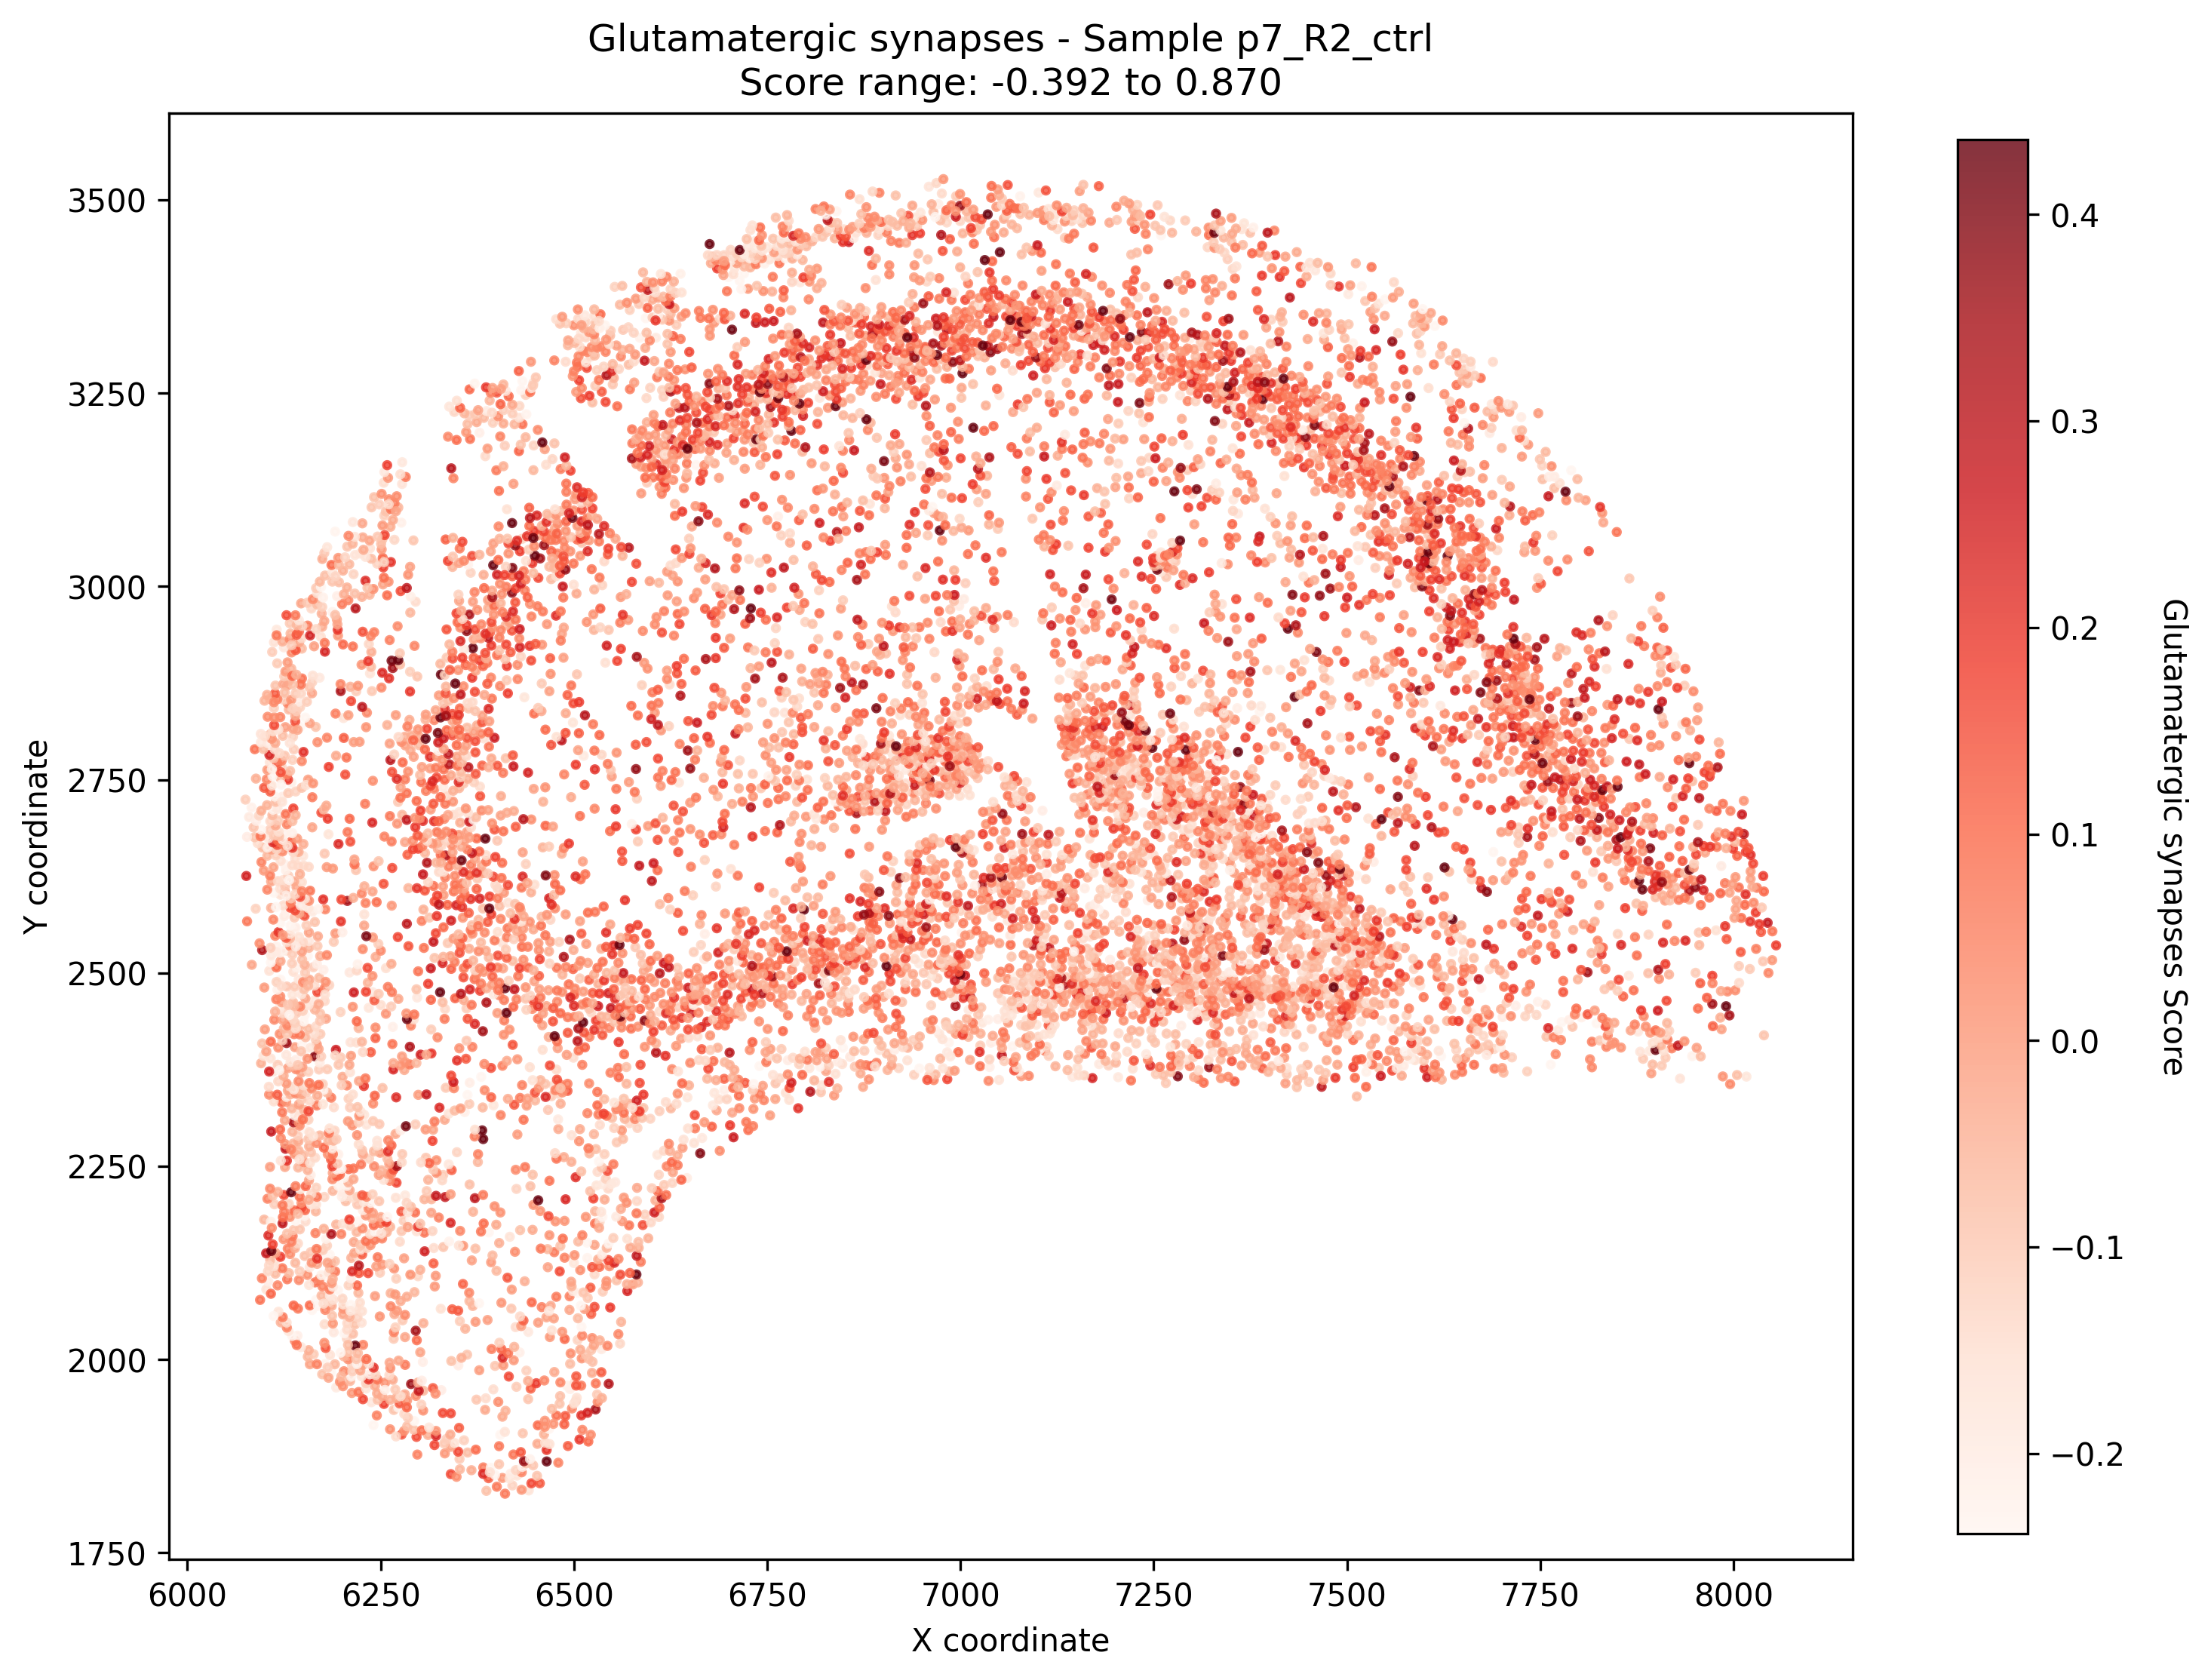 Glutamatergic synapses - Sample p7_R2_ctrl
Score range: -0.392 to 0.870
3500
3250
3000
2750
2500
2250
2000
1750
Y coordinate
6000 6250 6500 6750 7000 7250 7500 7750 8000
X coordinate
0.4
0.3
0.2
0.1
0.0
−0.1
−0.2
Glutamatergic synapses Score